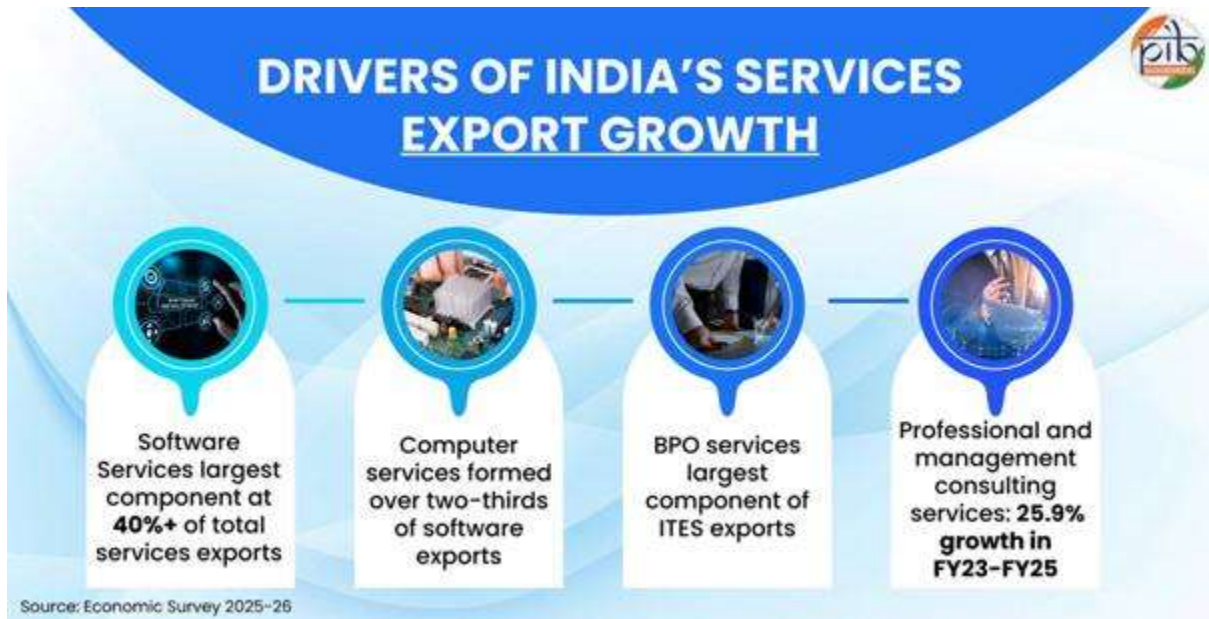 DRIVERS OF INDIA'S SERVICES
EXPORT GROWTH
pib
Software
Services largest
component at
40%+ of total
services exports
Computer
services formed
over two-thirds
of software
exports
BPO services
largest
component of
ITES exports
Professional and
management
consulting
services: 25.9%
growth in
FY23-FY25
Source: Economic Survey 2025-26